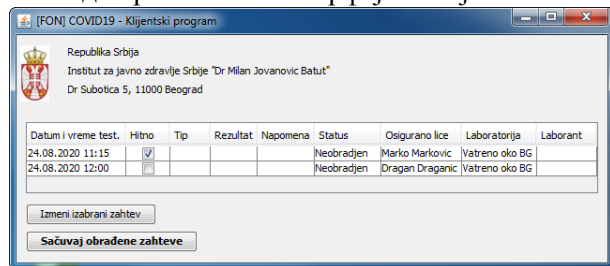 [FON] COVID19 - Klijentski program
Republika Srbija
Institut za javno zdravlje Srbije "Dr Milan Jovanovic Batut"
Dr Subotica 5, 11000 Beograd
Datum i vreme test. Hitno Tip Rezultat Napomena Status Osigurano lice Laboratorija Laborant
24.08.2020 11:15 Neobradjen Marko Markovic Vatreno oko BG
24.08.2020 12:00 Neobradjen Dragan Draganic Vatreno oko BG
Izmeni izabrani zahtev
Sačuvaj obrađene zahteve